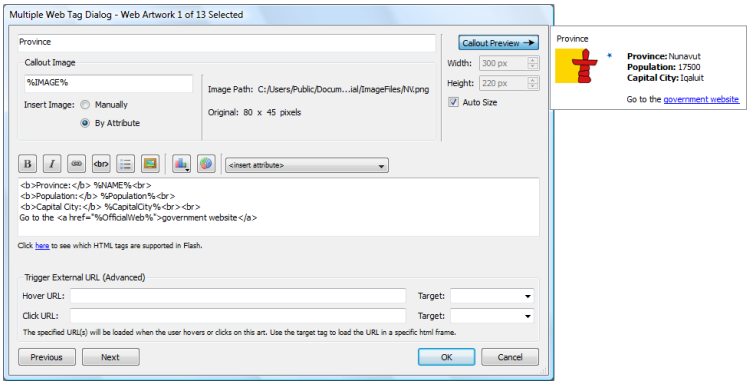 Multiple Web Tag Dialog - Web Artwork 1 of 13 Selected
Province
Callout Preview
Callout Image
%IMAGE%
Insert Image: Manually
By Attribute
Image Path: C:/Users/Public/Docum...ial/ImageFiles/NV.png
Original: 80 x 45 pixels
Width: 300 px
Height: 220 px
Auto Size
Province
Province: Nunavut
Population: 17500
Capital City: Iqaluit
Go to the government website
B I <br> <insert attribute>
<b>Province:</b> %NAME%<br>
<b>Population:</b> %Population%<br>
<b>Capital City:</b> %CapitalCity%<br><br>
Go to the <a href="%OfficialWeb%">government website</a>
Click here to see which HTML tags are supported in Flash.
Trigger External URL (Advanced)
Hover URL: Target:
Click URL: Target:
The specified URL(s) will be loaded when the user hovers or clicks on this art. Use the target tag to load the URL in a specific html frame.
Previous Next OK Cancel